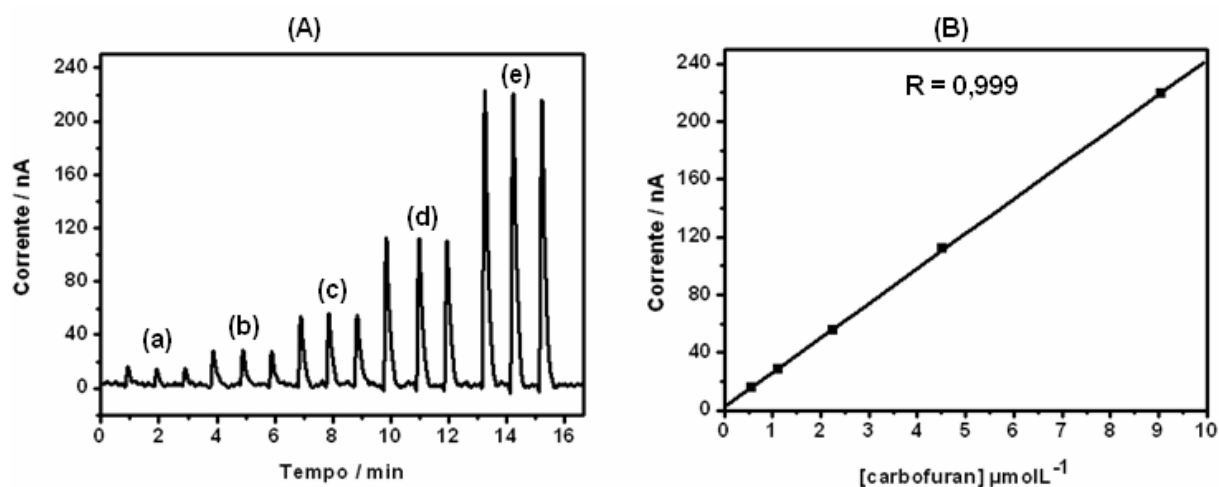 (A)
240
200
160
120
80
40
0
Corrente / nA
(a)
(b)
(c)
(d)
(e)
0 2 4 6 8 10 12 14 16
Tempo / min
(B)
R = 0,999
240
200
160
120
80
40
0
Corrente / nA
0 1 2 3 4 5 6 7 8 9 10
[carbofuran] µmolL⁻¹